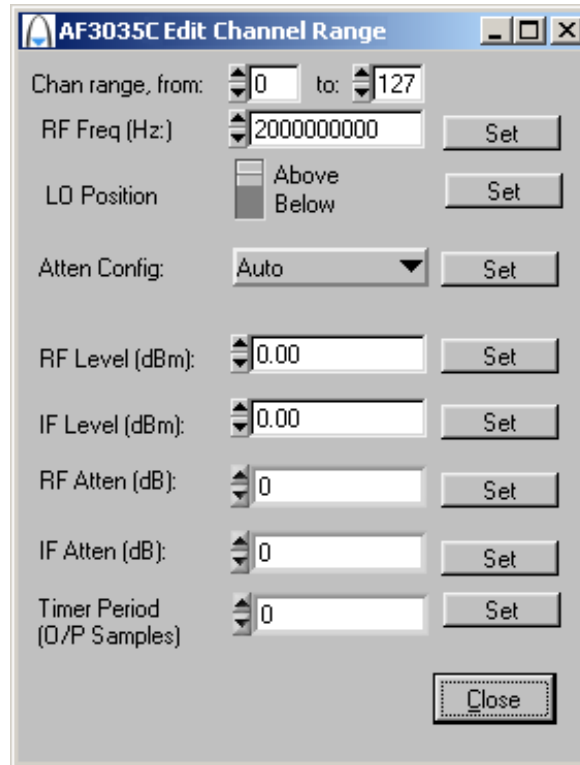 AF3035C Edit Channel Range
Chan range, from: 0 to: 127
RF Freq (Hz:) 2000000000 Set
LO Position Above Below Set
Atten Config: Auto Set
RF Level (dBm): 0.00 Set
IF Level (dBm): 0.00 Set
RF Atten (dB): 0 Set
IF Atten (dB): 0 Set
Timer Period (O/P Samples) 0 Set
Close